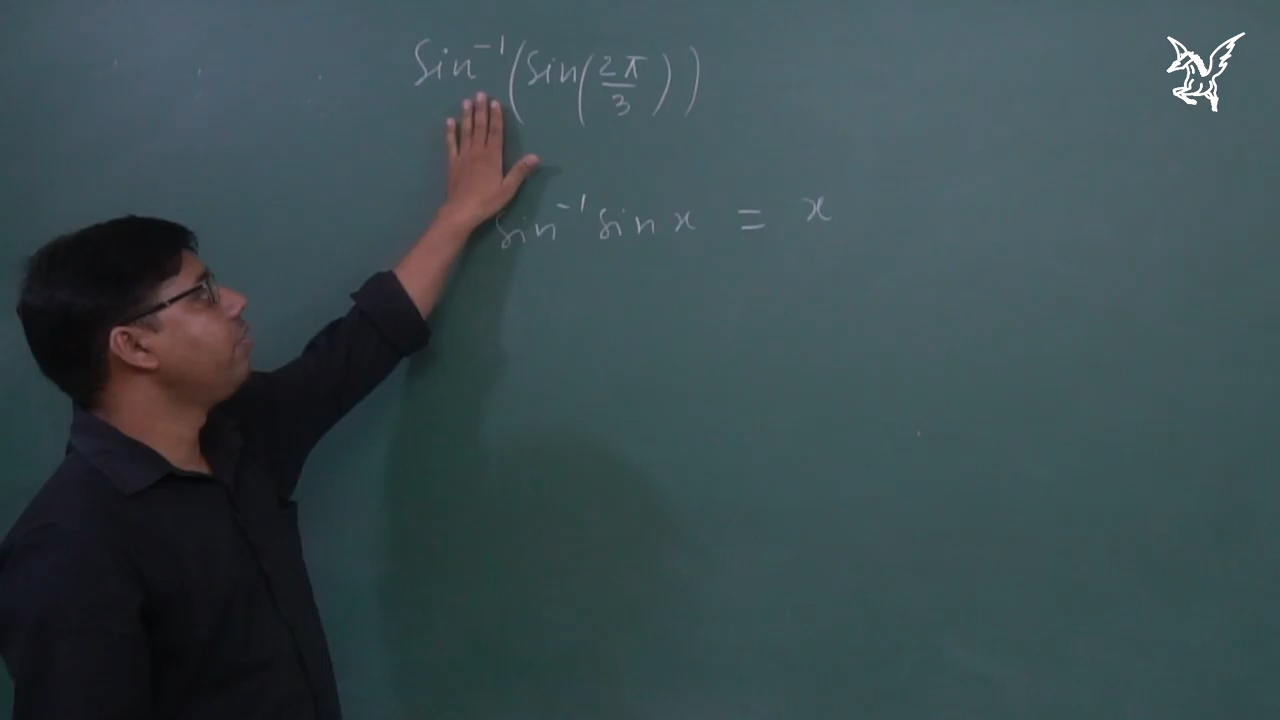 Sin⁻¹(Sin(2π/3))
Sin⁻¹ Sin x = x